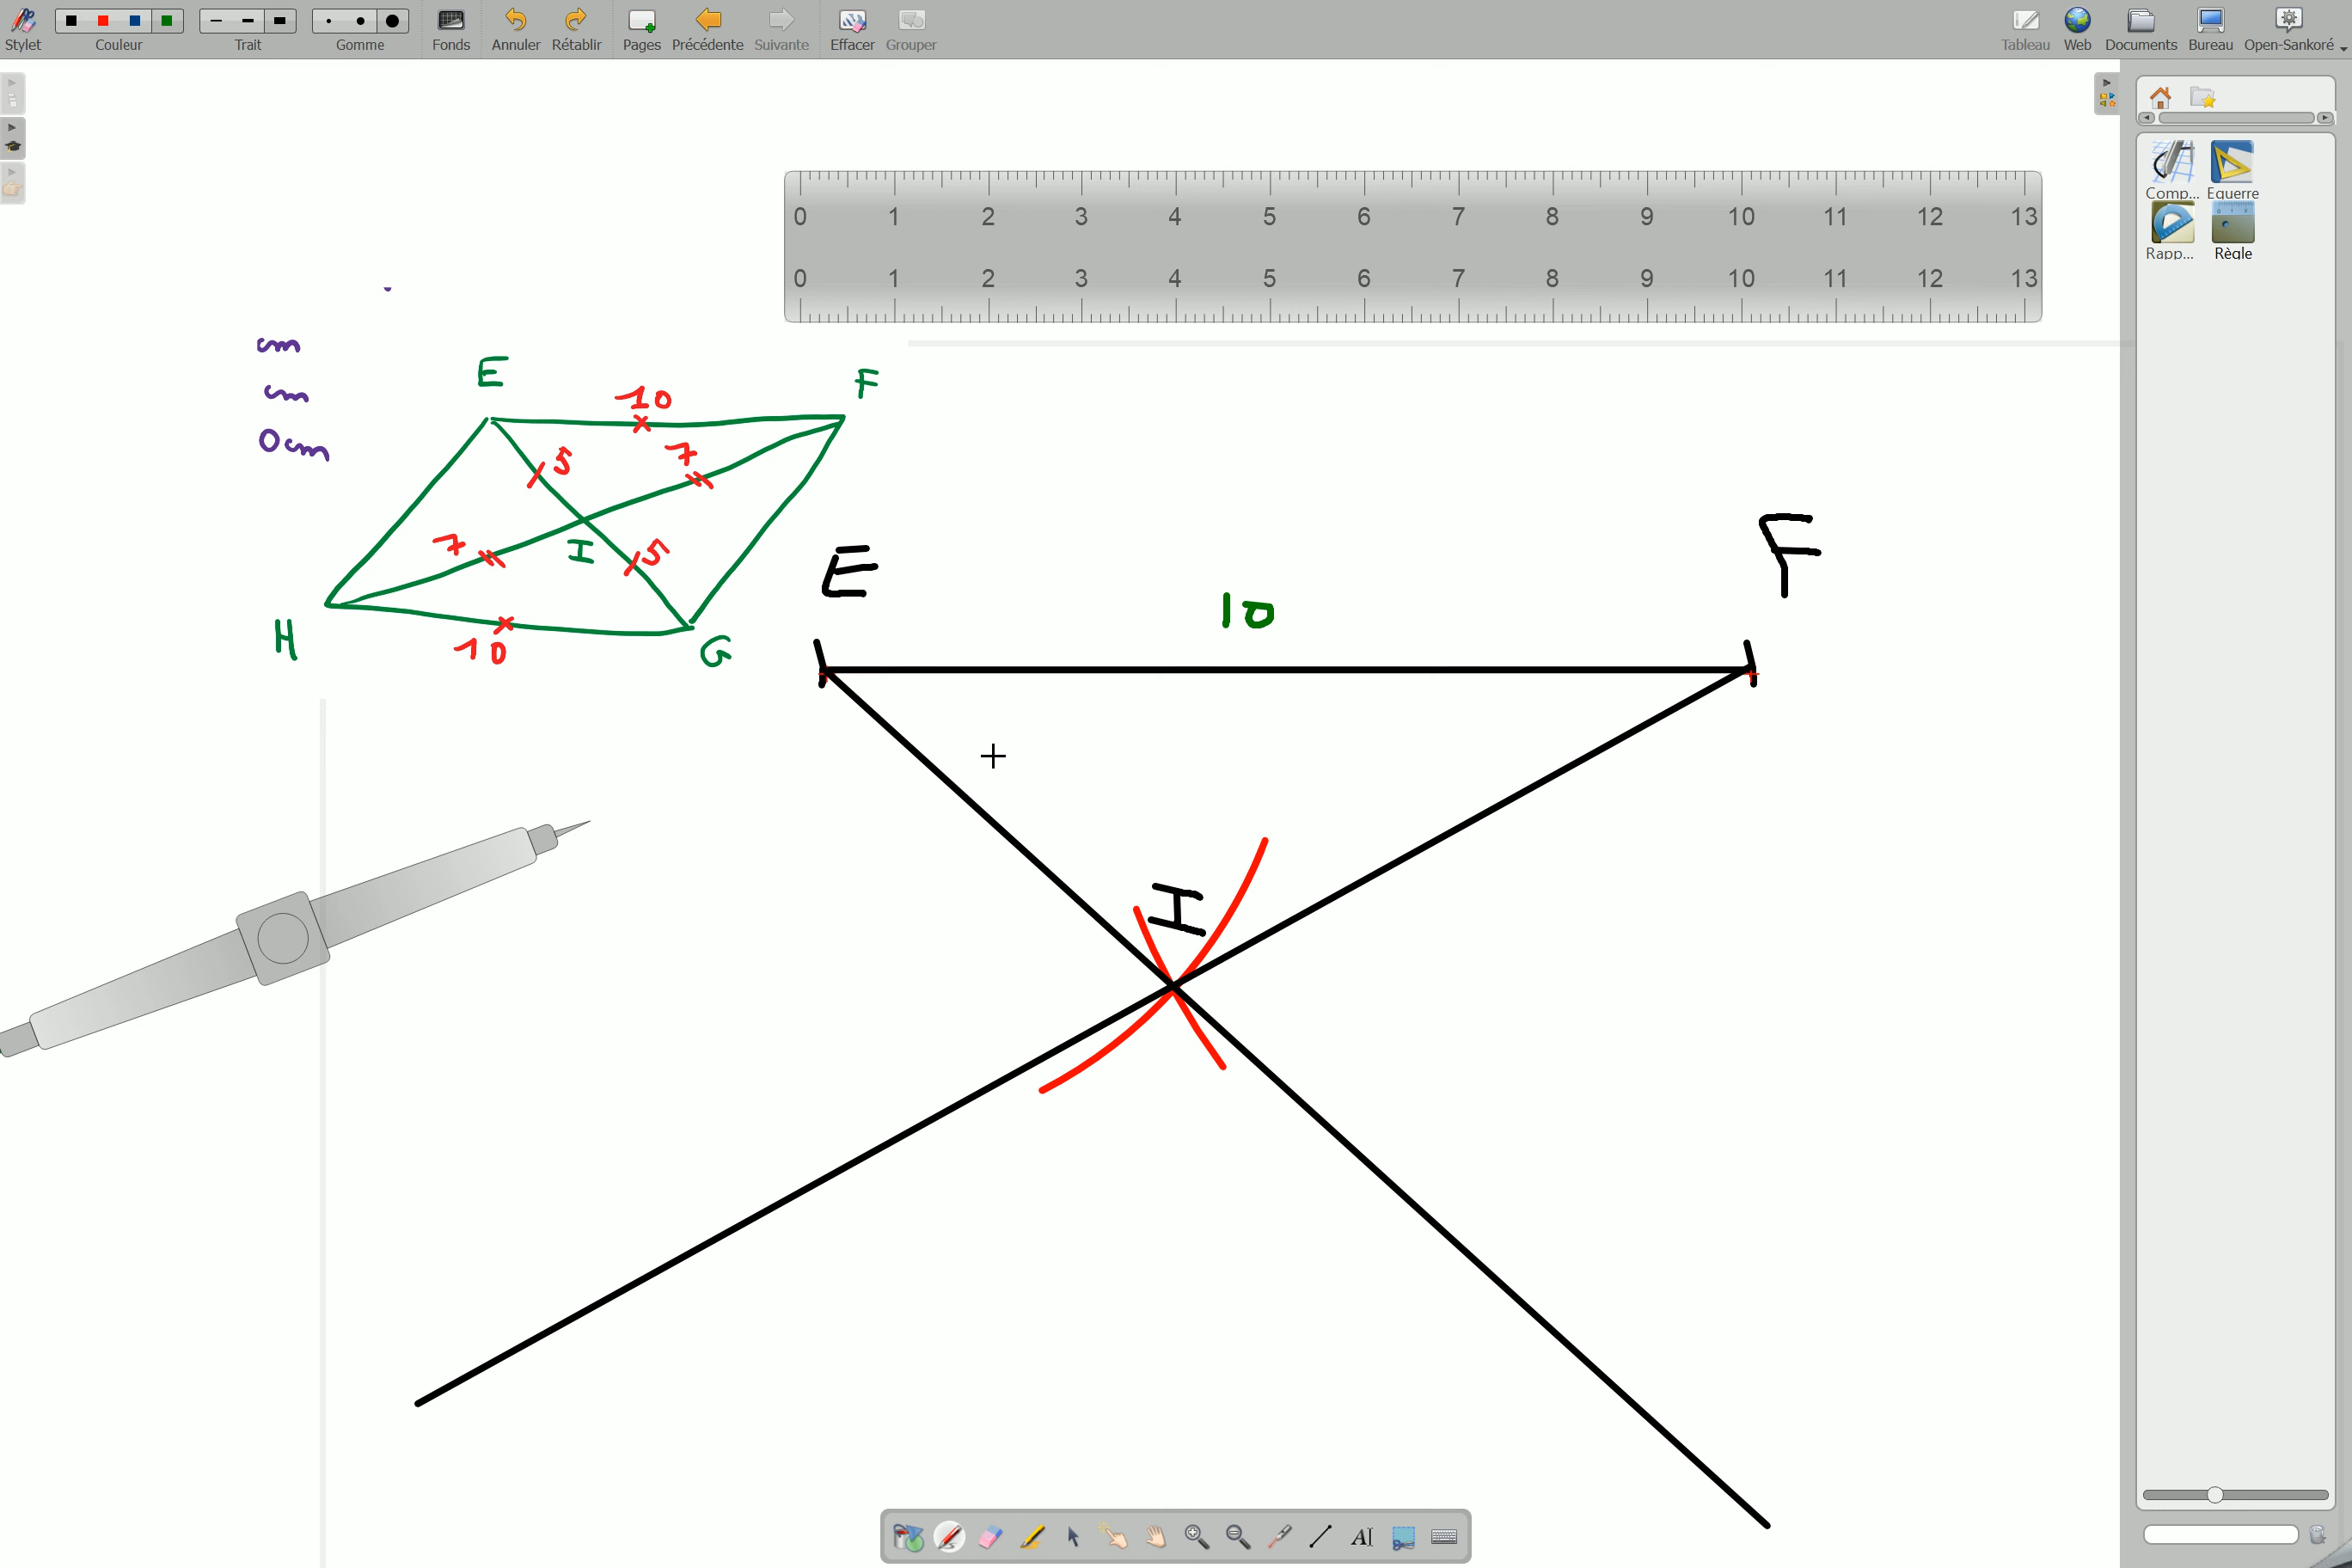 Stylet Couleur Trait Gomme Fonds Annuler Rétablir Pages Précédente Suivante Effacer Grouper Tableau Web Documents Bureau Open-Sankoré
Comp... Equerre
Rapp... Règle
0 1 2 3 4 5 6 7 8 9 10 11 12 13
0 1 2 3 4 5 6 7 8 9 10 11 12 13
cm
cm
0cm
E
F
10
5
7
7
I
5
H
10
G
E
F
10
I
AI